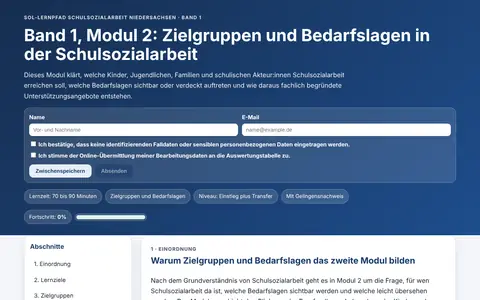 SOL-LERNPFAD SCHULSOZIALARBEIT NIEDERSACHSEN · BAND 1
Band 1, Modul 2: Zielgruppen und Bedarfslagen in
der Schulsozialarbeit
Dieses Modul klärt, welche Kinder, Jugendlichen, Familien und schulischen Akteur:innen Schulsozialarbeit
erreichen soll, welche Bedarfslagen sichtbar oder verdeckt auftreten und wie daraus fachlich begründete
Unterstützungsangebote entstehen.
Name
E-Mail
Vor- und Nachname
name@example.de
Ich bestätige, dass keine identifizierenden Falldaten oder sensiblen personenbezogenen Daten eingetragen werden.
Ich stimme der Online-Übermittlung meiner Bearbeitungsdaten an die Auswertungstabelle zu.
Zwischenspeichern
Absenden
Lernzeit: 70 bis 90 Minuten
Zielgruppen und Bedarfslagen
Niveau: Einstieg plus Transfer
Mit Gelingensnachweis
Fortschritt: 0%
Abschnitte
1. Einordnung
2. Lernziele
3. Zielgruppen
1 · EINORDNUNG
Warum Zielgruppen und Bedarfslagen das zweite Modul bilden
Nach dem Grundverständnis von Schulsozialarbeit geht es in Modul 2 um die Frage, für wen
Schulsozialarbeit da ist, welche Bedarfslagen sichtbar werden und welche leicht übersehen